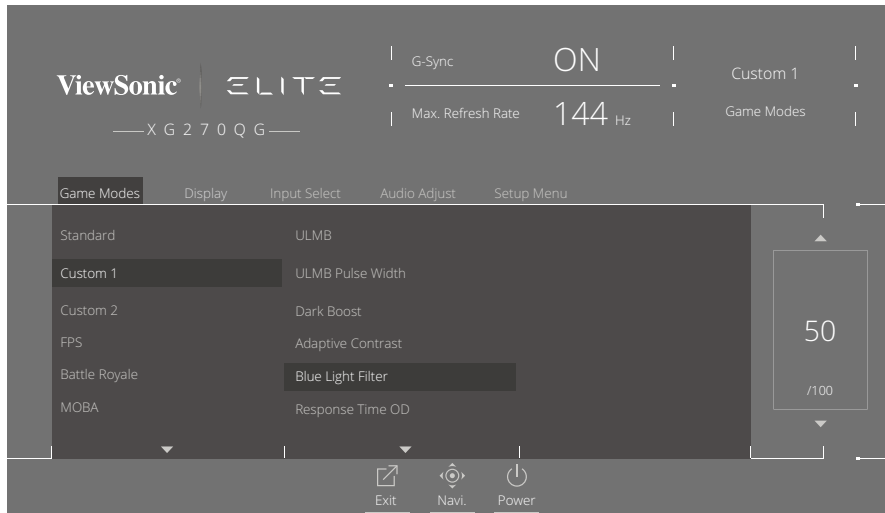 ViewSonic® ELITE
XG270QG
G-Sync ON
Max. Refresh Rate 144 Hz
Custom 1
Game Modes
Game Modes Display Input Select Audio Adjust Setup Menu
Standard
Custom 1
Custom 2
FPS
Battle Royale
MOBA
ULMB
ULMB Pulse Width
Dark Boost
Adaptive Contrast
Blue Light Filter
Response Time OD
50
/100
Exit Navi. Power